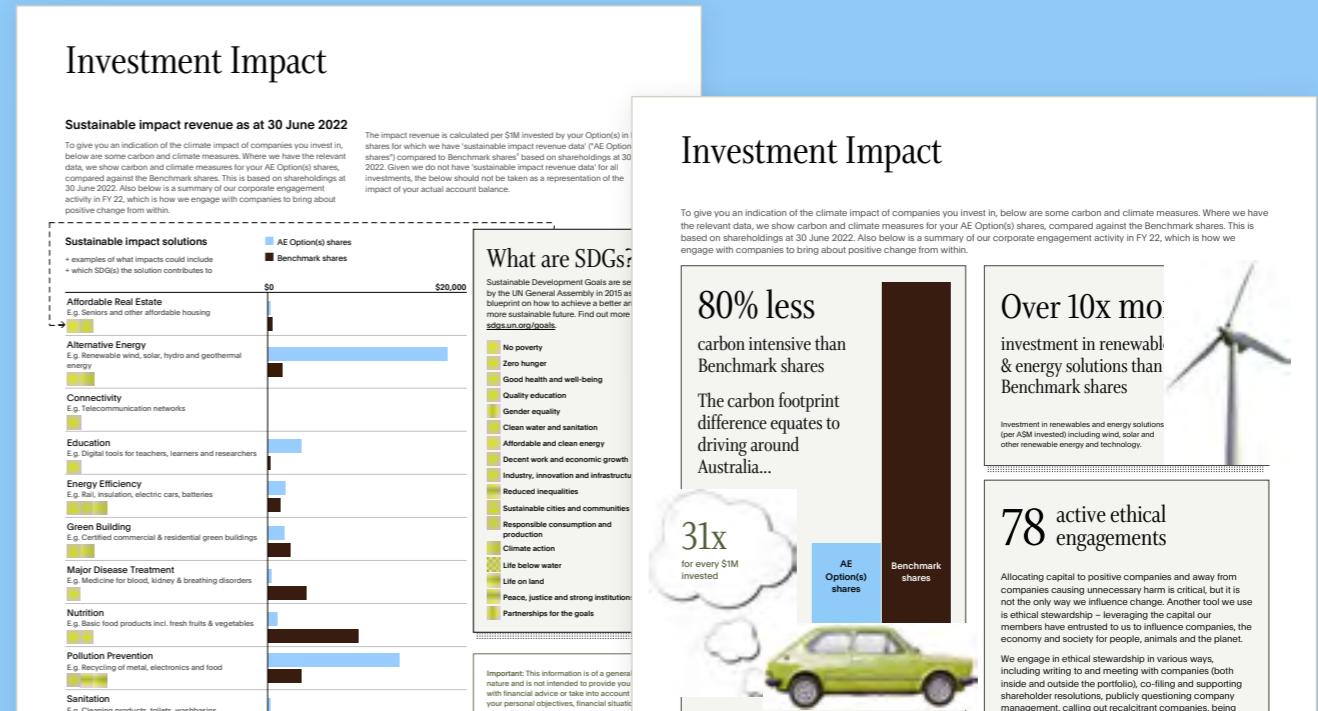 Investment Impact
Sustainable impact revenue as at 30 June 2022
To give you an indication of the climate impact of companies you invest in,
below are some carbon and climate measures. Where we have the relevant
data, we show carbon and climate measures for your AE Option(s) shares,
compared against the Benchmark shares. This is based on shareholdings at
30 June 2022. Also below is a summary of our corporate engagement
activity in FY 22, which is how we engage with companies to bring about
positive change from within.
The impact revenue is calculated per $1M invested by your Option(s) in
shares for which we have 'sustainable impact revenue data' ("AE Option
shares") compared to Benchmark shares* based on shareholdings at 30
2022. Given we do not have 'sustainable impact revenue data' for all
investments, the below should not be taken as a representation of the
impact of your actual account balance.
Sustainable impact solutions
+ examples of what impacts could include
+ which SDG(s) the solution contributes to
AE Option(s) shares
Benchmark shares
$0
$20,000
Affordable Real Estate
E.g. Seniors and other affordable housing
Alternative Energy
E.g. Renewable wind, solar, hydro and geothermal
energy
Connectivity
E.g. Telecommunication networks
Education
E.g. Digital tools for teachers, learners and researchers
Energy Efficiency
E.g. Rail, insulation, electric cars, batteries
Green Building
E.g. Certified commercial & residential green buildings
Major Disease Treatment
E.g. Medicine for blood, kidney & breathing disorders
Nutrition
E.g. Basic food products incl. fresh fruits & vegetables
Pollution Prevention
E.g. Recycling of metal, electronics and food
Sanitation
E.g. Cleaning products, toilets, washbasins
What are SDGs?
Sustainable Development Goals are se
by the UN General Assembly in 2015 as
blueprint on how to achieve a better an
more sustainable future. Find out more
sdgs.un.org/goals.
No poverty
Zero hunger
Good health and well-being
Quality education
Gender equality
Clean water and sanitation
Affordable and clean energy
Decent work and economic growth
Industry, innovation and infrastructu
Reduced inequalities
Sustainable cities and communities
Responsible consumption and
production
Climate action
Life below water
Life on land
Peace, justice and strong institution
Partnerships for the goals
Important: This information is of a general
nature and is not intended to provide you
with financial advice or take into account
your personal objectives, financial situatio
Investment Impact
To give you an indication of the climate impact of companies you invest in, below are some carbon and climate measures. Where we have
the relevant data, we show carbon and climate measures for your AE Option(s) shares, compared against the Benchmark shares. This is
based on shareholdings at 30 June 2022. Also below is a summary of our corporate engagement activity in FY 22, which is how we
engage with companies to bring about positive change from within.
80% less
carbon intensive than
Benchmark shares
The carbon footprint
difference equates to
driving around
Australia...
31x
for every $1M
invested
AE
Option(s)
shares
Benchmark
shares
Over 10x mo
investment in renewabl
& energy solutions than
Benchmark shares
Investment in renewables and energy solutions
(per A$M invested) including wind, solar and
other renewable energy and technology.
78 active ethical
engagements
Allocating capital to positive companies and away from
companies causing unnecessary harm is critical, but it is
not the only way we influence change. Another tool we use
is ethical stewardship – leveraging the capital our
members have entrusted to us to influence companies, the
economy and society for people, animals and the planet.
We engage in ethical stewardship in various ways,
including writing to and meeting with companies (both
inside and outside the portfolio), co-filing and supporting
shareholder resolutions, publicly questioning company
management, calling out recalcitrant companies, being